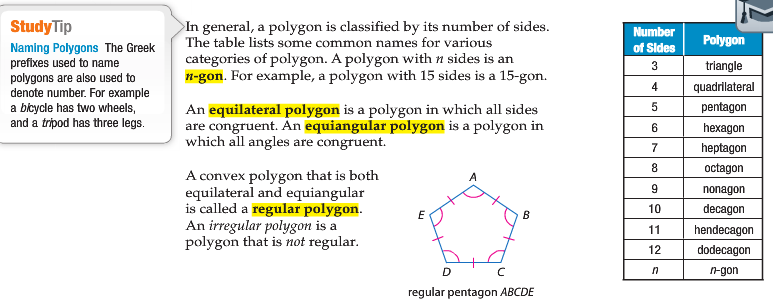 StudyTip
Naming Polygons The Greek
prefixes used to name
polygons are also used to
denote number. For example
a bicycle has two wheels,
and a tripod has three legs.
In general, a polygon is classified by its number of sides.
The table lists some common names for various
categories of polygon. A polygon with n sides is an
n-gon. For example, a polygon with 15 sides is a 15-gon.
An equilateral polygon is a polygon in which all sides
are congruent. An equiangular polygon is a polygon in
which all angles are congruent.
A convex polygon that is both
equilateral and equiangular
is called a regular polygon.
An irregular polygon is a
polygon that is not regular.
A
E
B
D
C
regular pentagon ABCDE
Number
of Sides
Polygon
3 triangle
4 quadrilateral
5 pentagon
6 hexagon
7 heptagon
8 octagon
9 nonagon
10 decagon
11 hendecagon
12 dodecagon
n n-gon